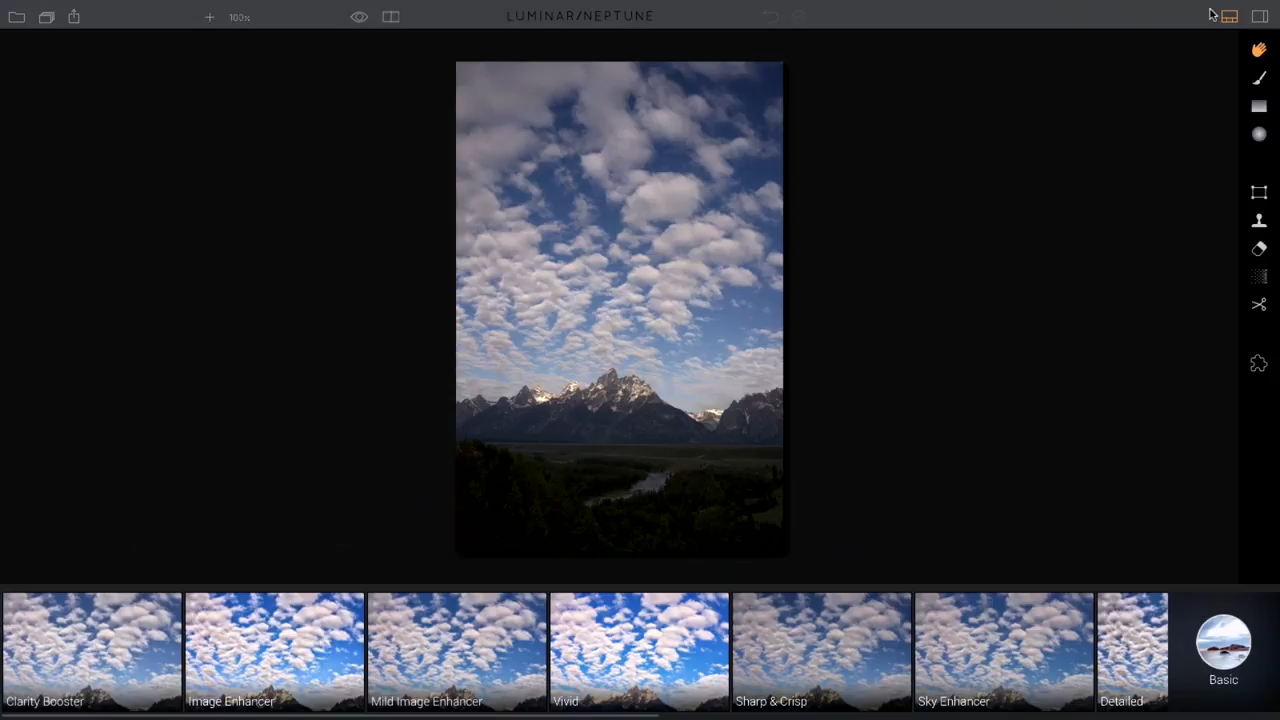 100%
LUMINAR/NEPTUNE
Clarity Booster
Image Enhancer
Mild Image Enhancer
Vivid
Sharp & Crisp
Sky Enhancer
Detailed
Basic